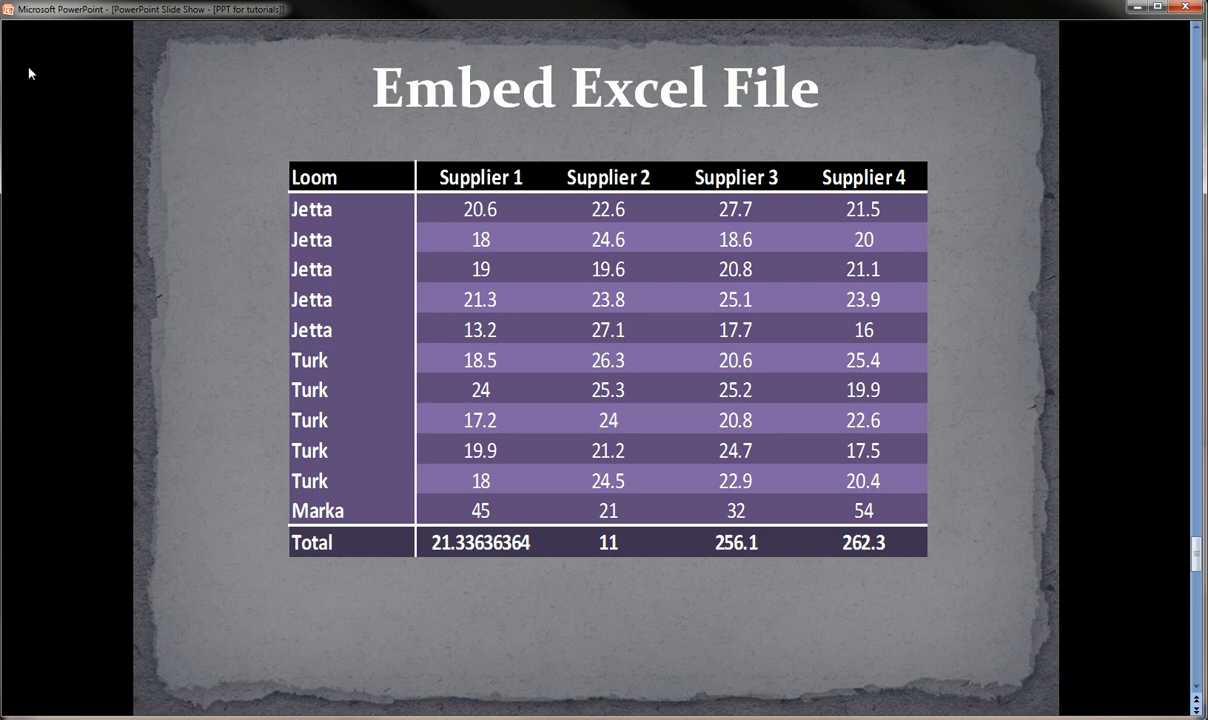 Microsoft PowerPoint - [PowerPoint Slide Show - [PPT for tutorials]]
Embed Excel File
Loom Supplier 1 Supplier 2 Supplier 3 Supplier 4
Jetta 20.6 22.6 27.7 21.5
Jetta 18 24.6 18.6 20
Jetta 19 19.6 20.8 21.1
Jetta 21.3 23.8 25.1 23.9
Jetta 13.2 27.1 17.7 16
Turk 18.5 26.3 20.6 25.4
Turk 24 25.3 25.2 19.9
Turk 17.2 24 20.8 22.6
Turk 19.9 21.2 24.7 17.5
Turk 18 24.5 22.9 20.4
Marka 45 21 32 54
Total 21.33636364 11 256.1 262.3